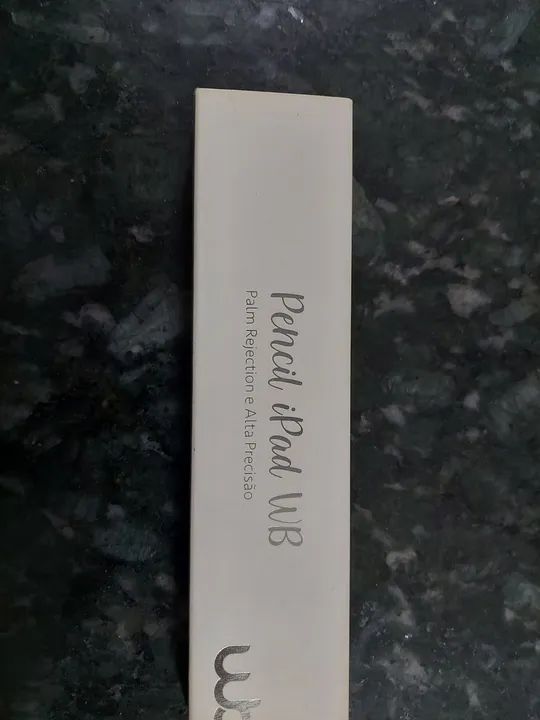 Pencil iPad WB
Palm Rejection e Alta Precisão